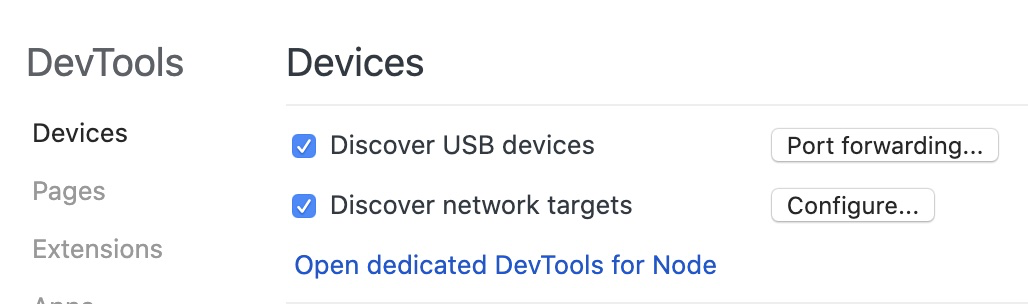 DevTools
Devices
Pages
Extensions
Apps
Devices
Discover USB devices
Port forwarding...
Discover network targets
Configure...
Open dedicated DevTools for Node